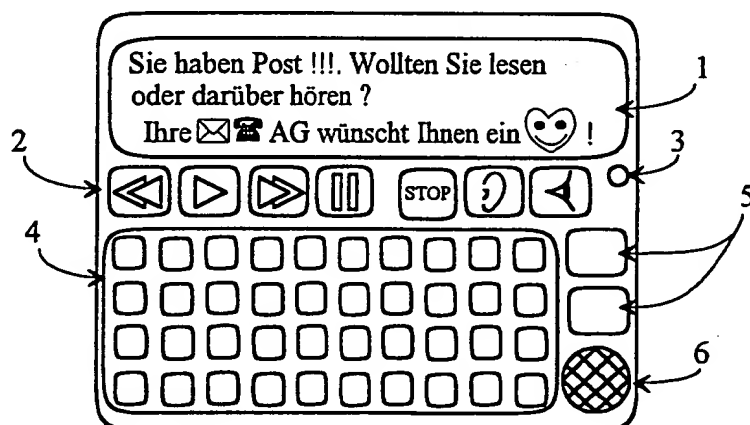 Sie haben Post !!!. Wollten Sie lesen
oder darüber hören ?
Ihre ✉ ☎ AG wünscht Ihnen ein !
1
2
3
STOP
4
5
6